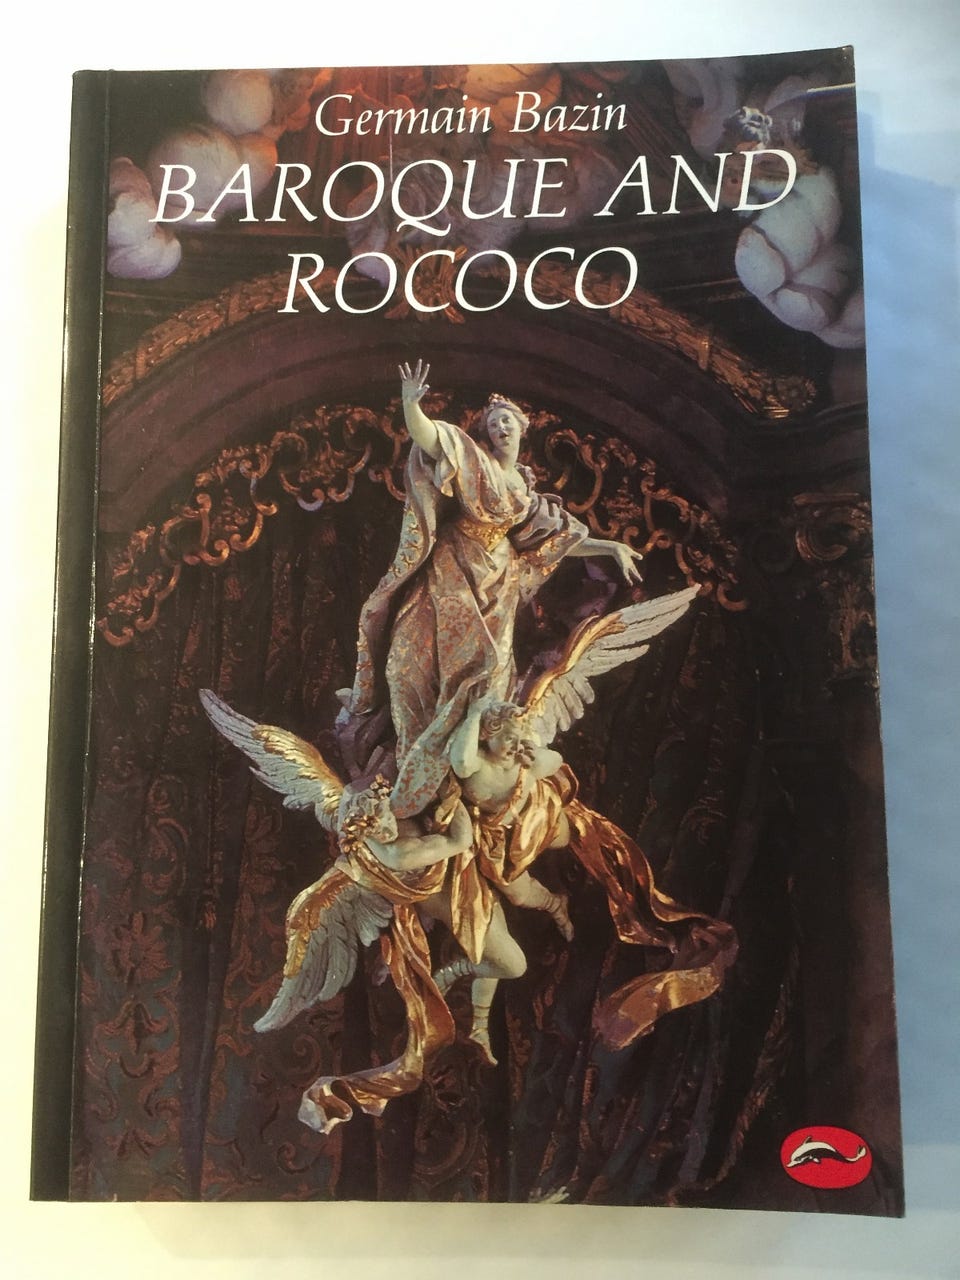 Germain Bazin
BAROQUE AND
ROCOCO